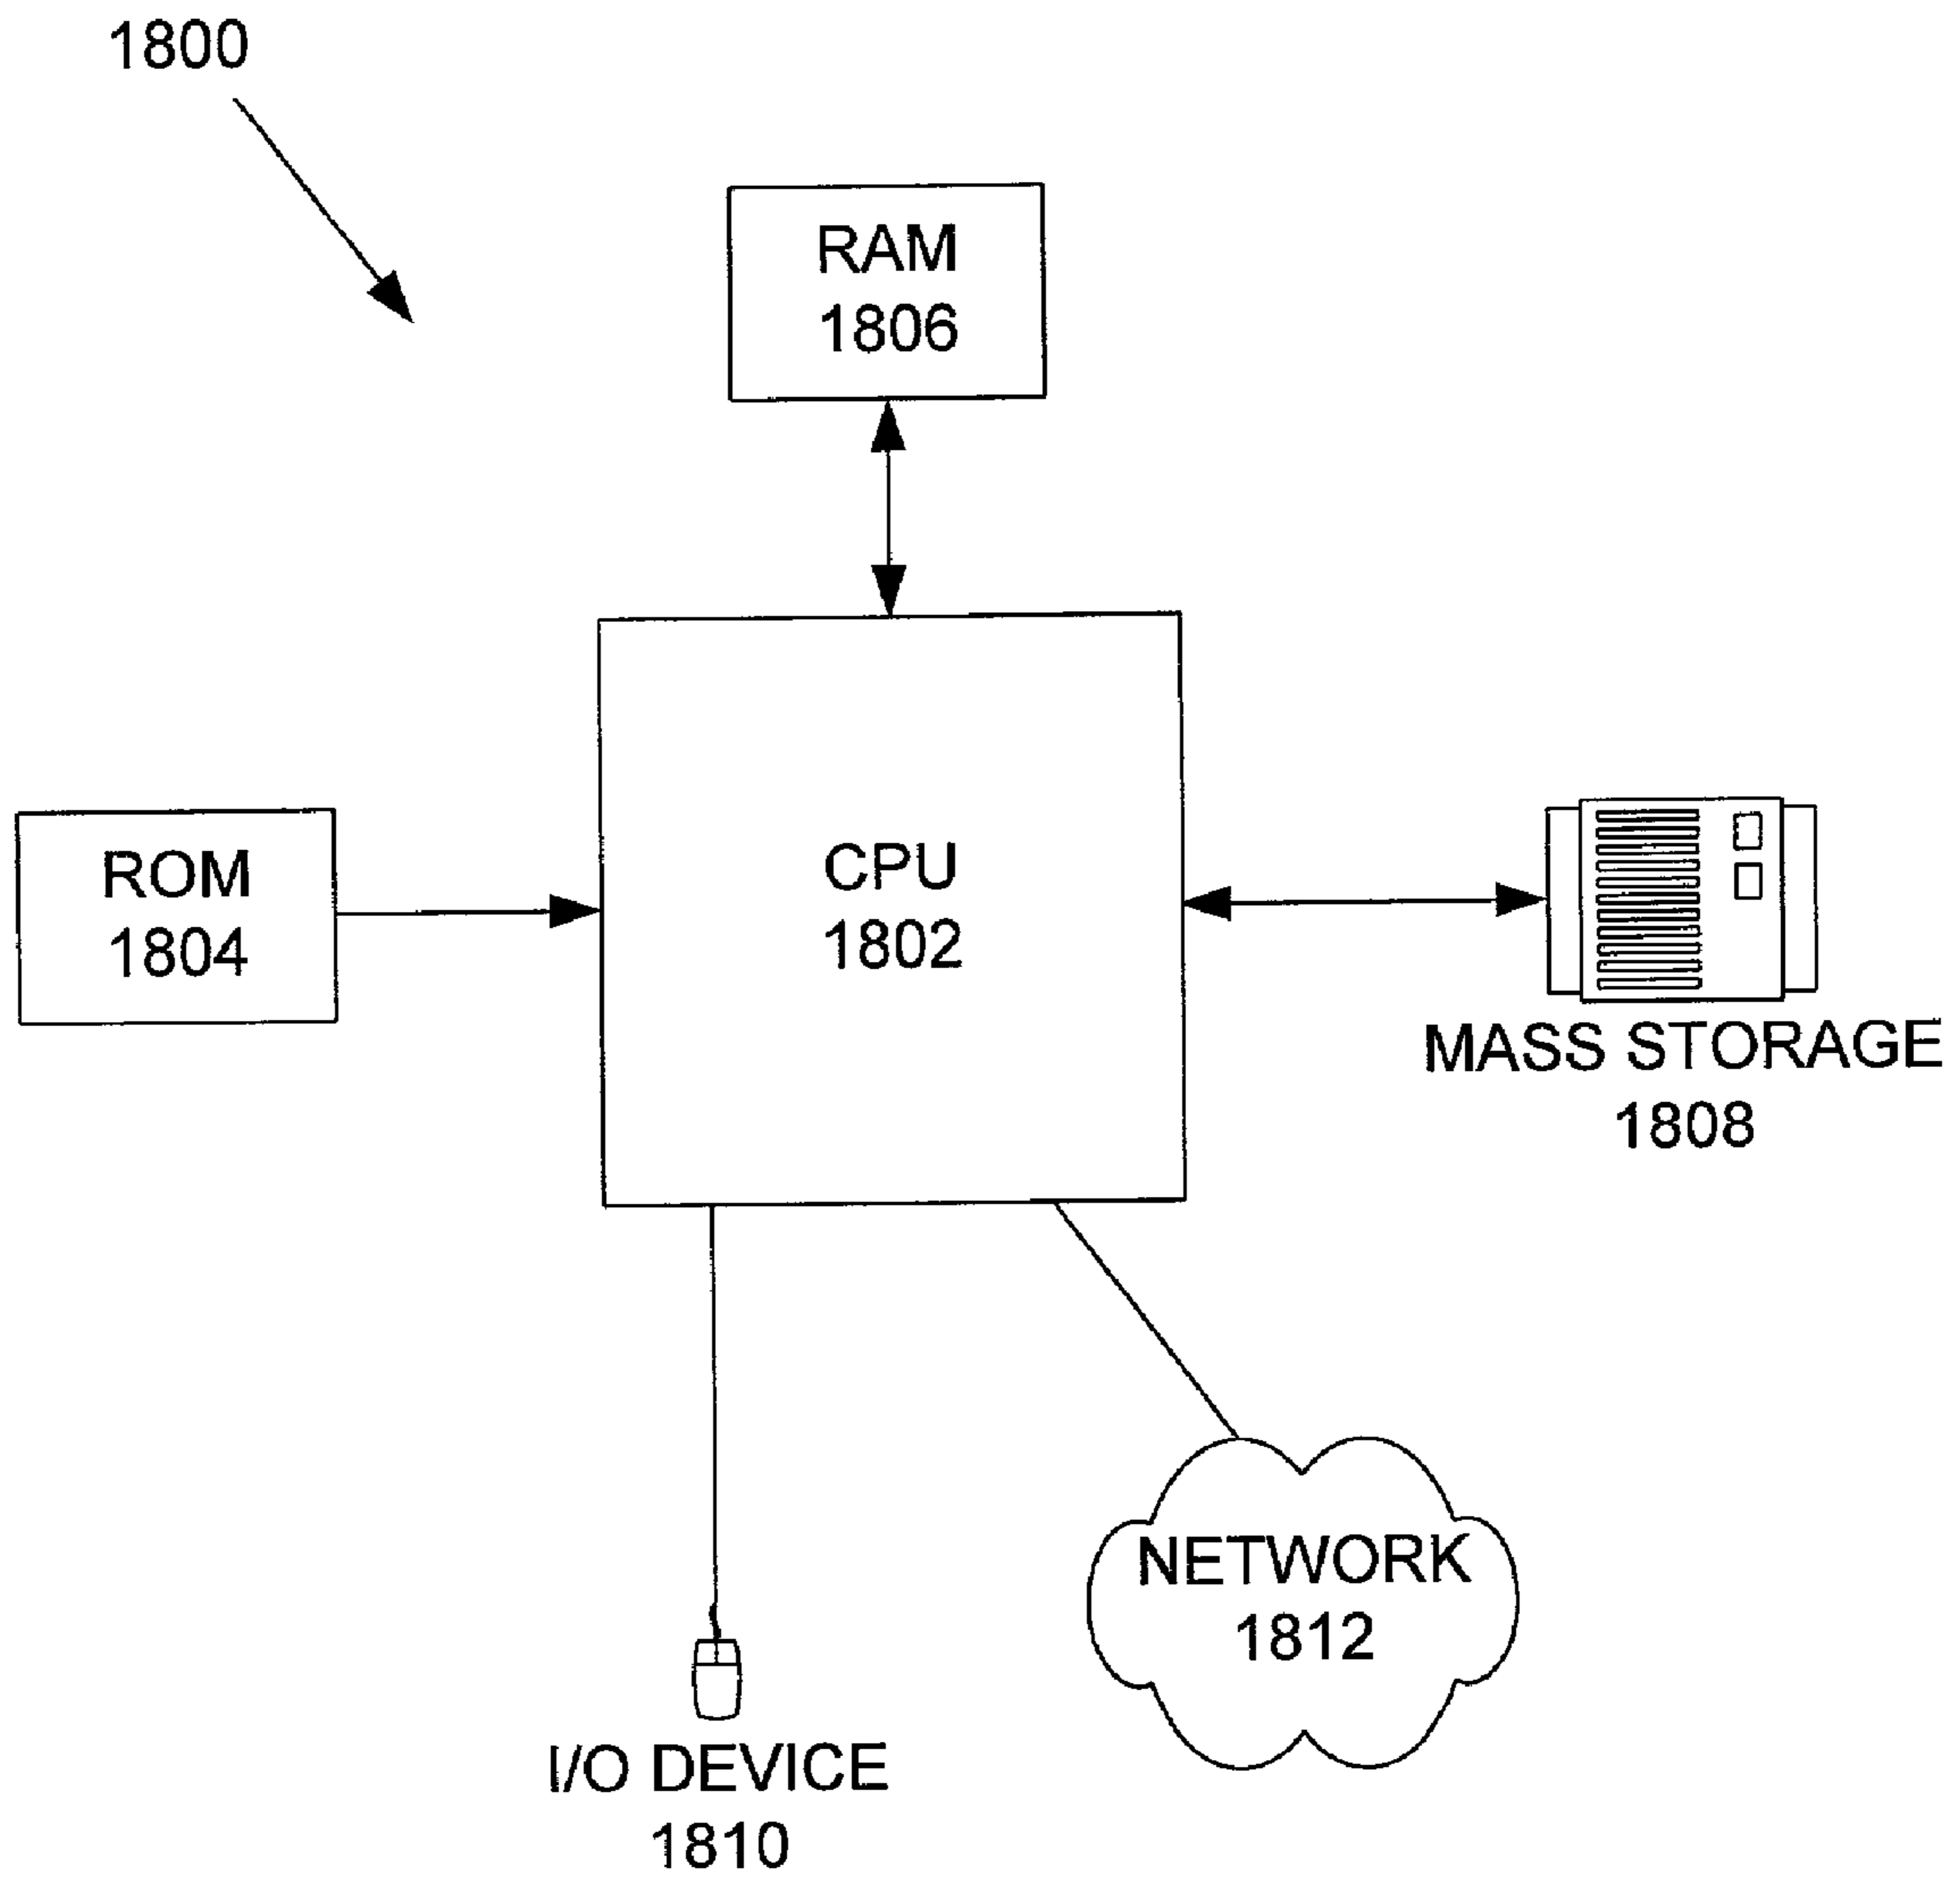 1800
RAM
1806
ROM
1804
CPU
1802
MASS STORAGE
1808
NETWORK
1812
I/O DEVICE
1810